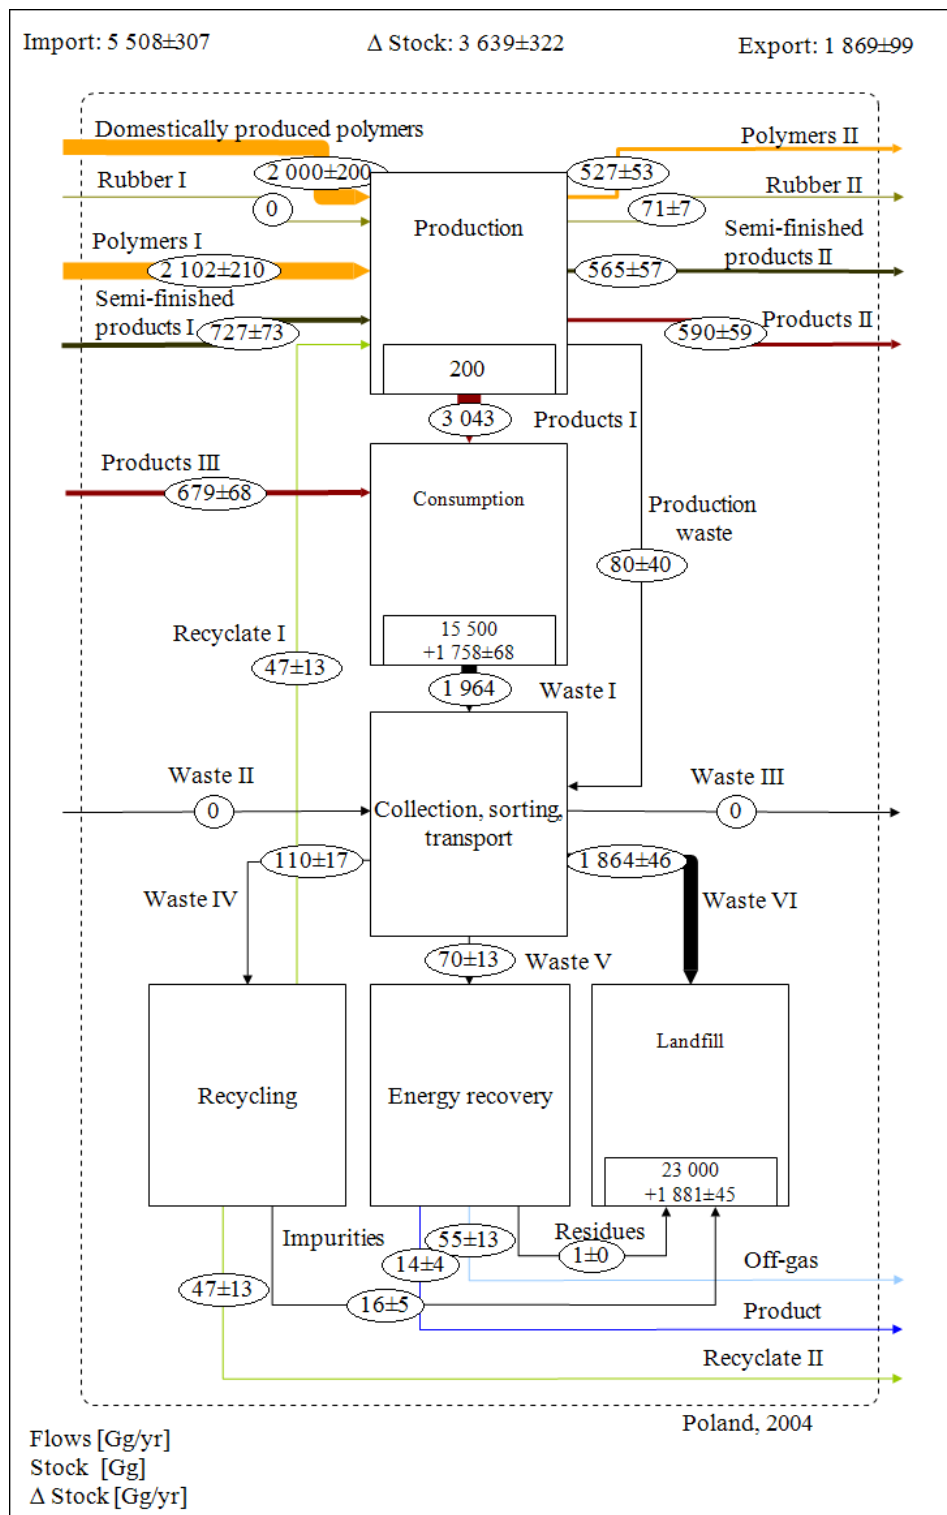 Import: 5 508±307
Δ Stock: 3 639±322
Export: 1 869±99
Domestically produced polymers
2 000±200
Rubber I
0
Polymers I
2 102±210
Semi-finished
products I
727±73
Production
200
Polymers II
527±53
Rubber II
71±7
Semi-finished
products II
565±57
Products II
590±59
3 043
Products I
Products III
679±68
Consumption
15 500
+1 758±68
Production
waste
80±40
Recyclate I
47±13
1 964
Waste I
Waste II
0
Collection, sorting,
transport
Waste III
0
110±17
Waste IV
1 864±46
Waste VI
70±13
Waste V
Recycling
Energy recovery
Landfill
23 000
+1 881±45
Impurities
55±13
Residues
14±4
1±0
Off-gas
47±13
16±5
Product
Recyclate II
Poland, 2004
Flows [Gg/yr]
Stock [Gg]
Δ Stock [Gg/yr]